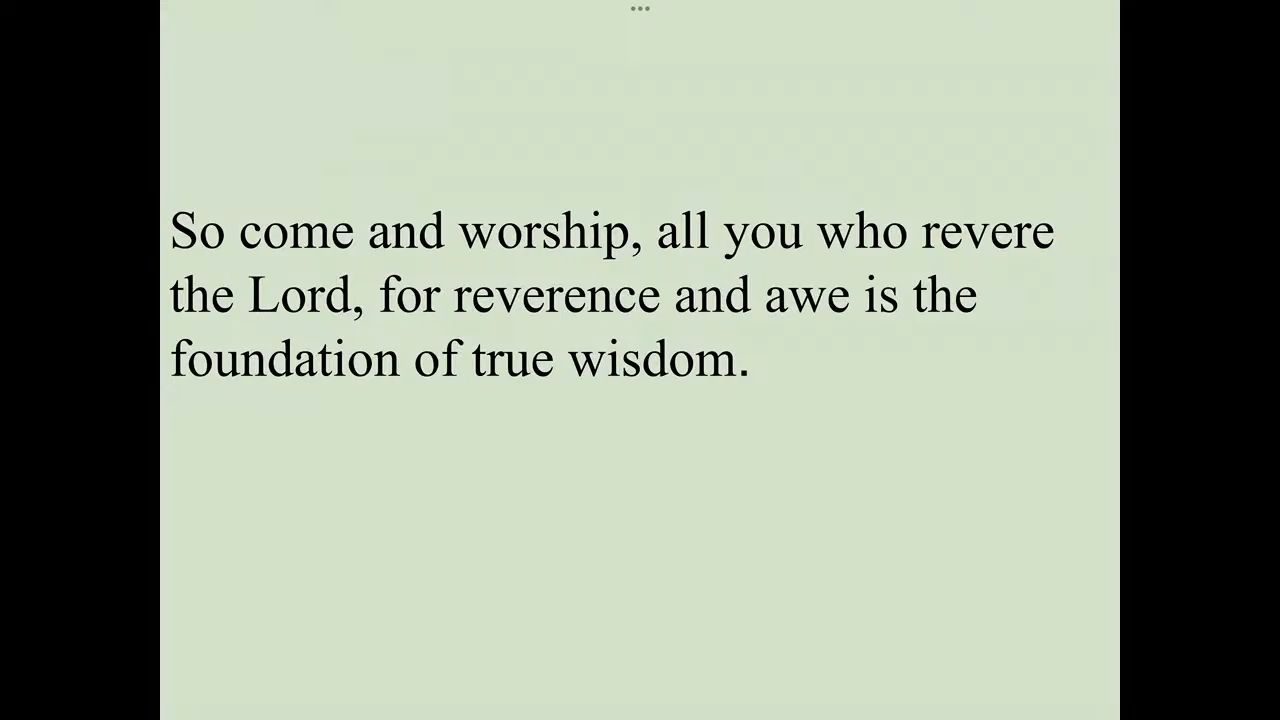 So come and worship, all you who revere
the Lord, for reverence and awe is the
foundation of true wisdom.